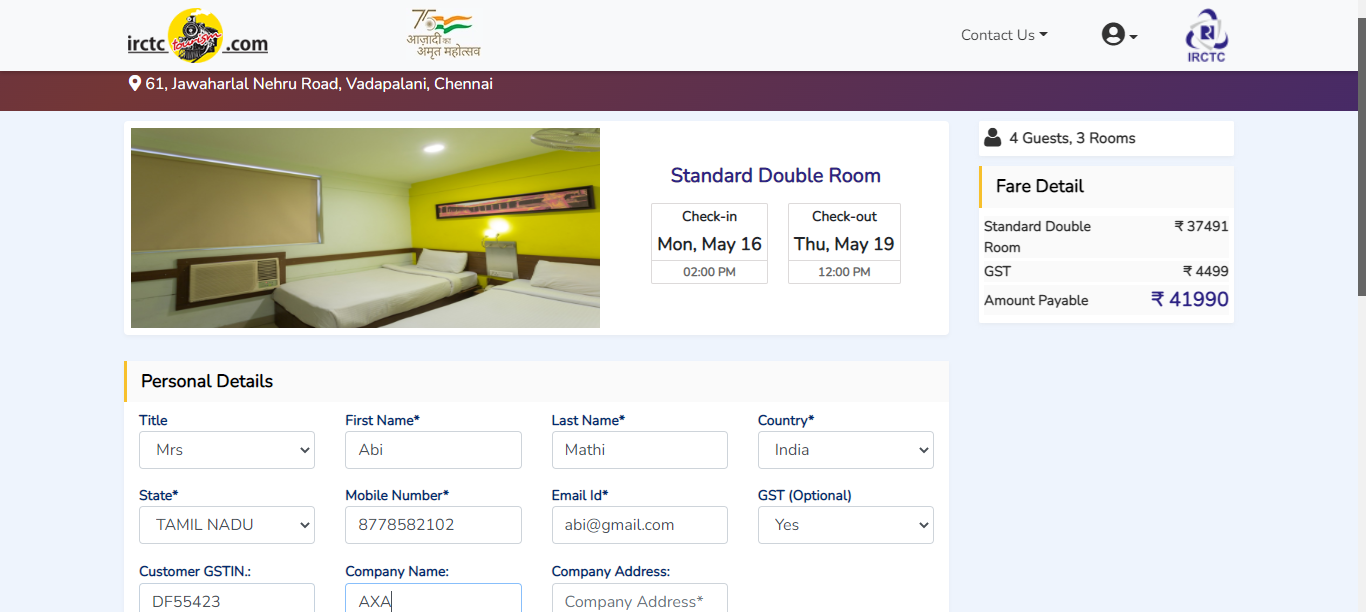 irctc tourism .com
75
आज़ादी का
अमृत महोत्सव
Contact Us
IRCTC
61, Jawaharlal Nehru Road, Vadapalani, Chennai
Standard Double Room
Check-in
Mon, May 16
02:00 PM
Check-out
Thu, May 19
12:00 PM
4 Guests, 3 Rooms
Fare Detail
Standard Double Room
₹ 37491
GST
₹ 4499
Amount Payable
₹ 41990
Personal Details
Title
Mrs
First Name*
Abi
Last Name*
Mathi
Country*
India
State*
TAMIL NADU
Mobile Number*
8778582102
Email Id*
abi@gmail.com
GST (Optional)
Yes
Customer GSTIN.:
DF55423
Company Name:
AXA
Company Address:
Company Address*